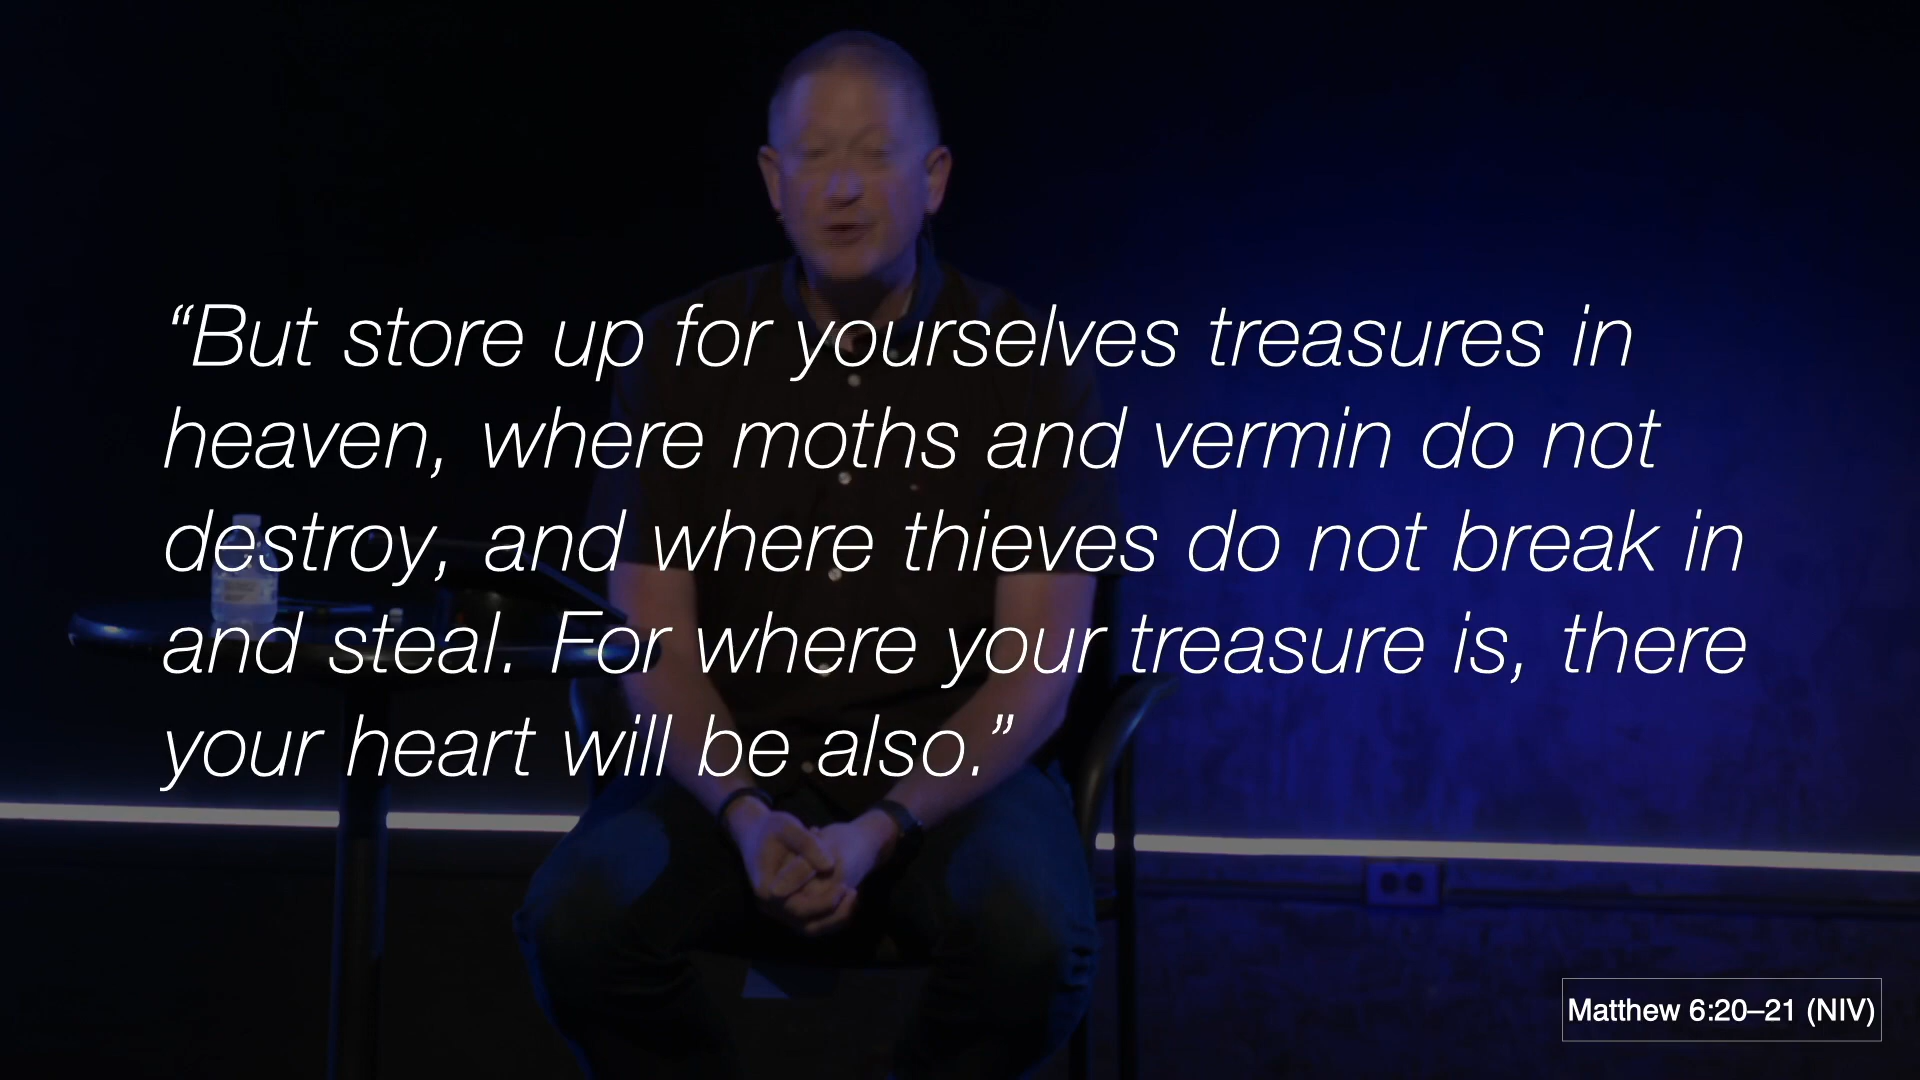 “But store up for yourselves treasures in
heaven, where moths and vermin do not
destroy, and where thieves do not break in
and steal. For where your treasure is, there
your heart will be also.”
Matthew 6:20–21 (NIV)